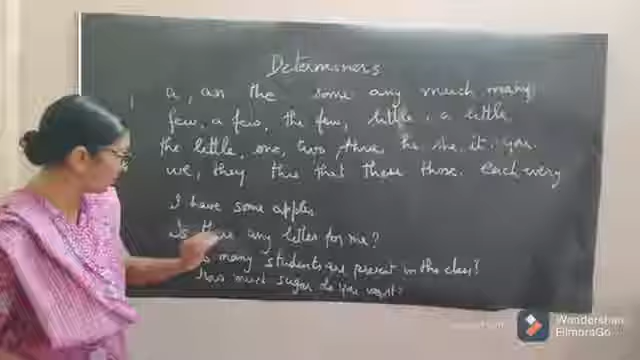 Determiners
a, an the some any much many
few, a few, the few, little, a little
the little, one, two, three, he, she, it, you
we, they this that these those. each, every
I have some apples.
Is there any letter for me?
many students are present in the class?
How much sugar do you want?
Wondershare
Filmora Go